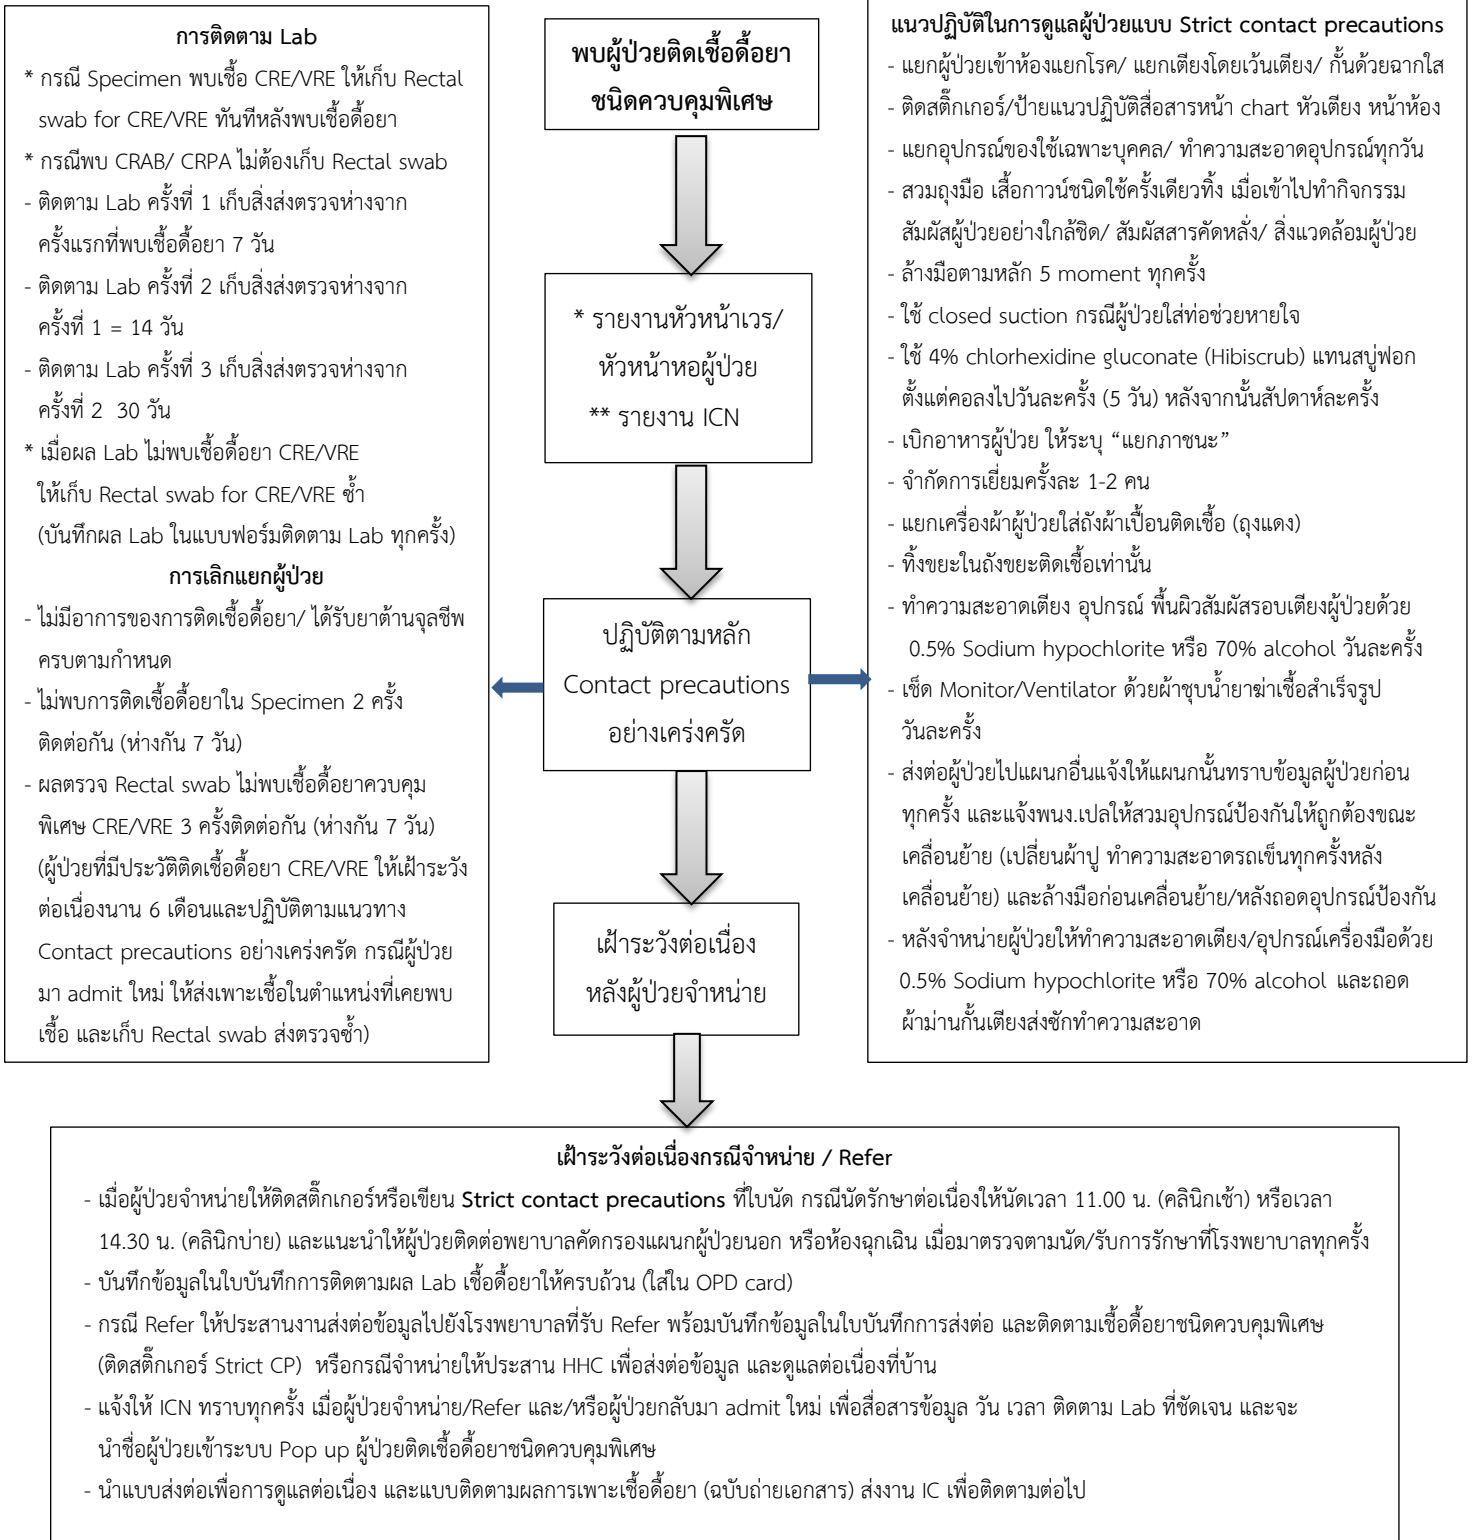 การติดตาม Lab
* กรณี Specimen พบเชื้อ CRE/VRE ให้เก็บ Rectal
swab for CRE/VRE ทันทีหลังพบเชื้อดื้อยา
* กรณีพบ CRAB/ CRPA ไม่ต้องเก็บ Rectal swab
- ติดตาม Lab ครั้งที่ 1 เก็บสิ่งส่งตรวจห่างจาก
ครั้งแรกที่พบเชื้อดื้อยา 7 วัน
- ติดตาม Lab ครั้งที่ 2 เก็บสิ่งส่งตรวจห่างจาก
ครั้งที่ 1 = 14 วัน
- ติดตาม Lab ครั้งที่ 3 เก็บสิ่งส่งตรวจห่างจาก
ครั้งที่ 2 30 วัน
* เมื่อผล Lab ไม่พบเชื้อดื้อยา CRE/VRE
ให้เก็บ Rectal swab for CRE/VRE ซ้ำ
(บันทึกผล Lab ในแบบฟอร์มติดตาม Lab ทุกครั้ง)
การเลิกแยกผู้ป่วย
- ไม่มีอาการของการติดเชื้อดื้อยา/ ได้รับยาต้านจุลชีพ
ครบตามกำหนด
- ไม่พบการติดเชื้อดื้อยาใน Specimen 2 ครั้ง
ติดต่อกัน (ห่างกัน 7 วัน)
- ผลตรวจ Rectal swab ไม่พบเชื้อดื้อยาควบคุม
พิเศษ CRE/VRE 3 ครั้งติดต่อกัน (ห่างกัน 7 วัน)
(ผู้ป่วยที่มีประวัติติดเชื้อดื้อยา CRE/VRE ให้เฝ้าระวัง
ต่อเนื่องนาน 6 เดือนและปฏิบัติตามแนวทาง
Contact precautions อย่างเคร่งครัด กรณีผู้ป่วย
มา admit ใหม่ ให้ส่งเพาะเชื้อในตำแหน่งที่เคยพบ
เชื้อ และเก็บ Rectal swab ส่งตรวจซ้ำ)
พบผู้ป่วยติดเชื้อดื้อยา
ชนิดควบคุมพิเศษ
* รายงานหัวหน้าเวร/
หัวหน้าหอผู้ป่วย
** รายงาน ICN
ปฏิบัติตามหลัก
Contact precautions
อย่างเคร่งครัด
เฝ้าระวังต่อเนื่อง
หลังผู้ป่วยจำหน่าย
แนวปฏิบัติในการดูแลผู้ป่วยแบบ Strict contact precautions
- แยกผู้ป่วยเข้าห้องแยกโรค/ แยกเตียงโดยเว้นเตียง/ กั้นด้วยฉากใส
- ติดสติ๊กเกอร์/ป้ายแนวปฏิบัติสื่อสารหน้า chart หัวเตียง หน้าห้อง
- แยกอุปกรณ์ของใช้เฉพาะบุคคล/ ทำความสะอาดอุปกรณ์ทุกวัน
- สวมถุงมือ เสื้อกาวน์ชนิดใช้ครั้งเดียวทิ้ง เมื่อเข้าไปทำกิจกรรม
สัมผัสผู้ป่วยอย่างใกล้ชิด/ สัมผัสสารคัดหลั่ง/ สิ่งแวดล้อมผู้ป่วย
- ล้างมือตามหลัก 5 moment ทุกครั้ง
- ใช้ closed suction กรณีผู้ป่วยใส่ท่อช่วยหายใจ
- ใช้ 4% chlorhexidine gluconate (Hibiscrub) แทนสบู่ฟอก
ตั้งแต่คอลงไปวันละครั้ง (5 วัน) หลังจากนั้นสัปดาห์ละครั้ง
- เบิกอาหารผู้ป่วย ให้ระบุ “แยกภาชนะ”
- จำกัดการเยี่ยมครั้งละ 1-2 คน
- แยกเครื่องผ้าผู้ป่วยใส่ถังผ้าเปื้อนติดเชื้อ (ถุงแดง)
- ทิ้งขยะในถังขยะติดเชื้อเท่านั้น
- ทำความสะอาดเตียง อุปกรณ์ พื้นผิวสัมผัสรอบเตียงผู้ป่วยด้วย
0.5% Sodium hypochlorite หรือ 70% alcohol วันละครั้ง
- เช็ด Monitor/Ventilator ด้วยผ้าชุบน้ำยาฆ่าเชื้อสำเร็จรูป
วันละครั้ง
- ส่งต่อผู้ป่วยไปแผนกอื่นแจ้งให้แผนกนั้นทราบข้อมูลผู้ป่วยก่อน
ทุกครั้ง และแจ้งพนง.เปลให้สวมอุปกรณ์ป้องกันให้ถูกต้องขณะ
เคลื่อนย้าย (เปลี่ยนผ้าปู ทำความสะอาดรถเข็นทุกครั้งหลัง
เคลื่อนย้าย) และล้างมือก่อนเคลื่อนย้าย/หลังถอดอุปกรณ์ป้องกัน
- หลังจำหน่ายผู้ป่วยให้ทำความสะอาดเตียง/อุปกรณ์เครื่องมือด้วย
0.5% Sodium hypochlorite หรือ 70% alcohol และถอด
ผ้าม่านกั้นเตียงส่งซักทำความสะอาด
เฝ้าระวังต่อเนื่องกรณีจำหน่าย / Refer
- เมื่อผู้ป่วยจำหน่ายให้ติดสติ๊กเกอร์หรือเขียน Strict contact precautions ที่ใบนัด กรณีนัดรักษาต่อเนื่องให้นัดเวลา 11.00 น. (คลินิกเช้า) หรือเวลา
14.30 น. (คลินิกบ่าย) และแนะนำให้ผู้ป่วยติดต่อพยาบาลคัดกรองแผนกผู้ป่วยนอก หรือห้องฉุกเฉิน เมื่อมาตรวจตามนัด/รับการรักษาที่โรงพยาบาลทุกครั้ง
- บันทึกข้อมูลในใบบันทึกการติดตามผล Lab เชื้อดื้อยาให้ครบถ้วน (ใส่ใน OPD card)
- กรณี Refer ให้ประสานงานส่งต่อข้อมูลไปยังโรงพยาบาลที่รับ Refer พร้อมบันทึกข้อมูลในใบบันทึกการส่งต่อ และติดตามเชื้อดื้อยาชนิดควบคุมพิเศษ
(ติดสติ๊กเกอร์ Strict CP) หรือกรณีจำหน่ายให้ประสาน HHC เพื่อส่งต่อข้อมูล และดูแลต่อเนื่องที่บ้าน
- แจ้งให้ ICN ทราบทุกครั้ง เมื่อผู้ป่วยจำหน่าย/Refer และ/หรือผู้ป่วยกลับมา admit ใหม่ เพื่อสื่อสารข้อมูล วัน เวลา ติดตาม Lab ที่ชัดเจน และจะ
นำชื่อผู้ป่วยเข้าระบบ Pop up ผู้ป่วยติดเชื้อดื้อยาชนิดควบคุมพิเศษ
- นำแบบส่งต่อเพื่อการดูแลต่อเนื่อง และแบบติดตามผลการเพาะเชื้อดื้อยา (ฉบับถ่ายเอกสาร) ส่งงาน IC เพื่อติดตามต่อไป